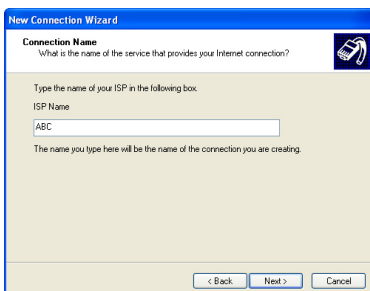 New Connection Wizard
Connection Name
What is the name of the service that provides your Internet connection?
Type the name of your ISP in the following box.
ISP Name
ABC
The name you type here will be the name of the connection you are creating.
< Back
Next >
Cancel